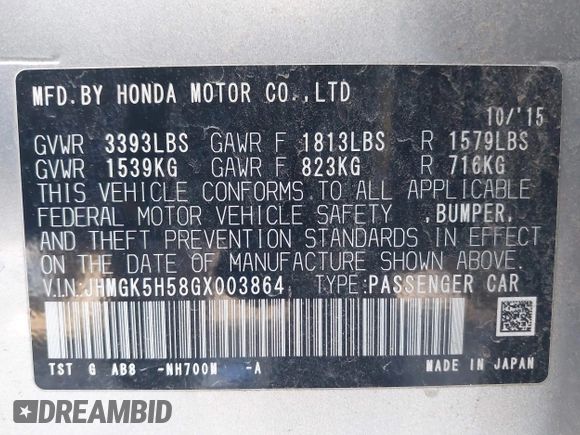 MFD.BY HONDA MOTOR CO.,LTD
10/'15
GVWR 3393LBS GAWR F 1813LBS R 1579LBS
GVWR 1539KG GAWR F 823KG R 716KG
THIS VEHICLE CONFORMS TO ALL APPLICABLE
FEDERAL MOTOR VEHICLE SAFETY ,BUMPER,
AND THEFT PREVENTION STANDARDS IN EFFECT
ON THE DATE OF MANUFACTURE SHOWN ABOVE.
V.I.N:JHMGK5H58GX003864 TYPE:PASSENGER CAR
TST G AB8 -NH700M -A MADE IN JAPAN
DREAMBID